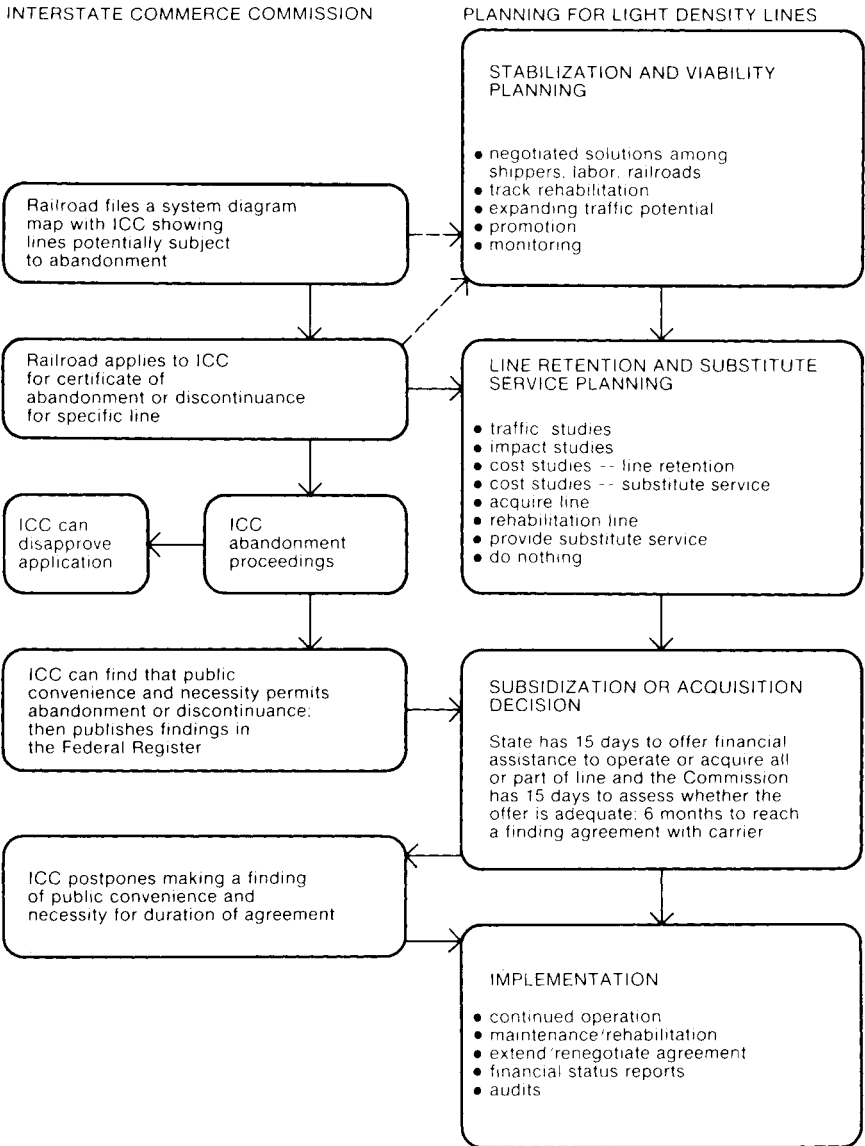 INTERSTATE COMMERCE COMMISSION
PLANNING FOR LIGHT DENSITY LINES
STABILIZATION AND VIABILITY
PLANNING
• negotiated solutions among
shippers, labor, railroads
• track rehabilitation
• expanding traffic potential
• promotion
• monitoring
Railroad files a system diagram
map with ICC showing
lines potentially subject
to abandonment
Railroad applies to ICC
for certificate of
abandonment or discontinuance
for specific line
LINE RETENTION AND SUBSTITUTE
SERVICE PLANNING
• traffic studies
• impact studies
• cost studies -- line retention
• cost studies -- substitute service
• acquire line
• rehabilitation line
• provide substitute service
• do nothing
ICC can
disapprove
application
ICC
abandonment
proceedings
ICC can find that public
convenience and necessity permits
abandonment or discontinuance;
then publishes findings in
the Federal Register
SUBSIDIZATION OR ACQUISITION
DECISION
State has 15 days to offer financial
assistance to operate or acquire all
or part of line and the Commission
has 15 days to assess whether the
offer is adequate; 6 months to reach
a finding agreement with carrier
ICC postpones making a finding
of public convenience and
necessity for duration of agreement
IMPLEMENTATION
• continued operation
• maintenance/rehabilitation
• extend/renegotiate agreement
• financial status reports
• audits